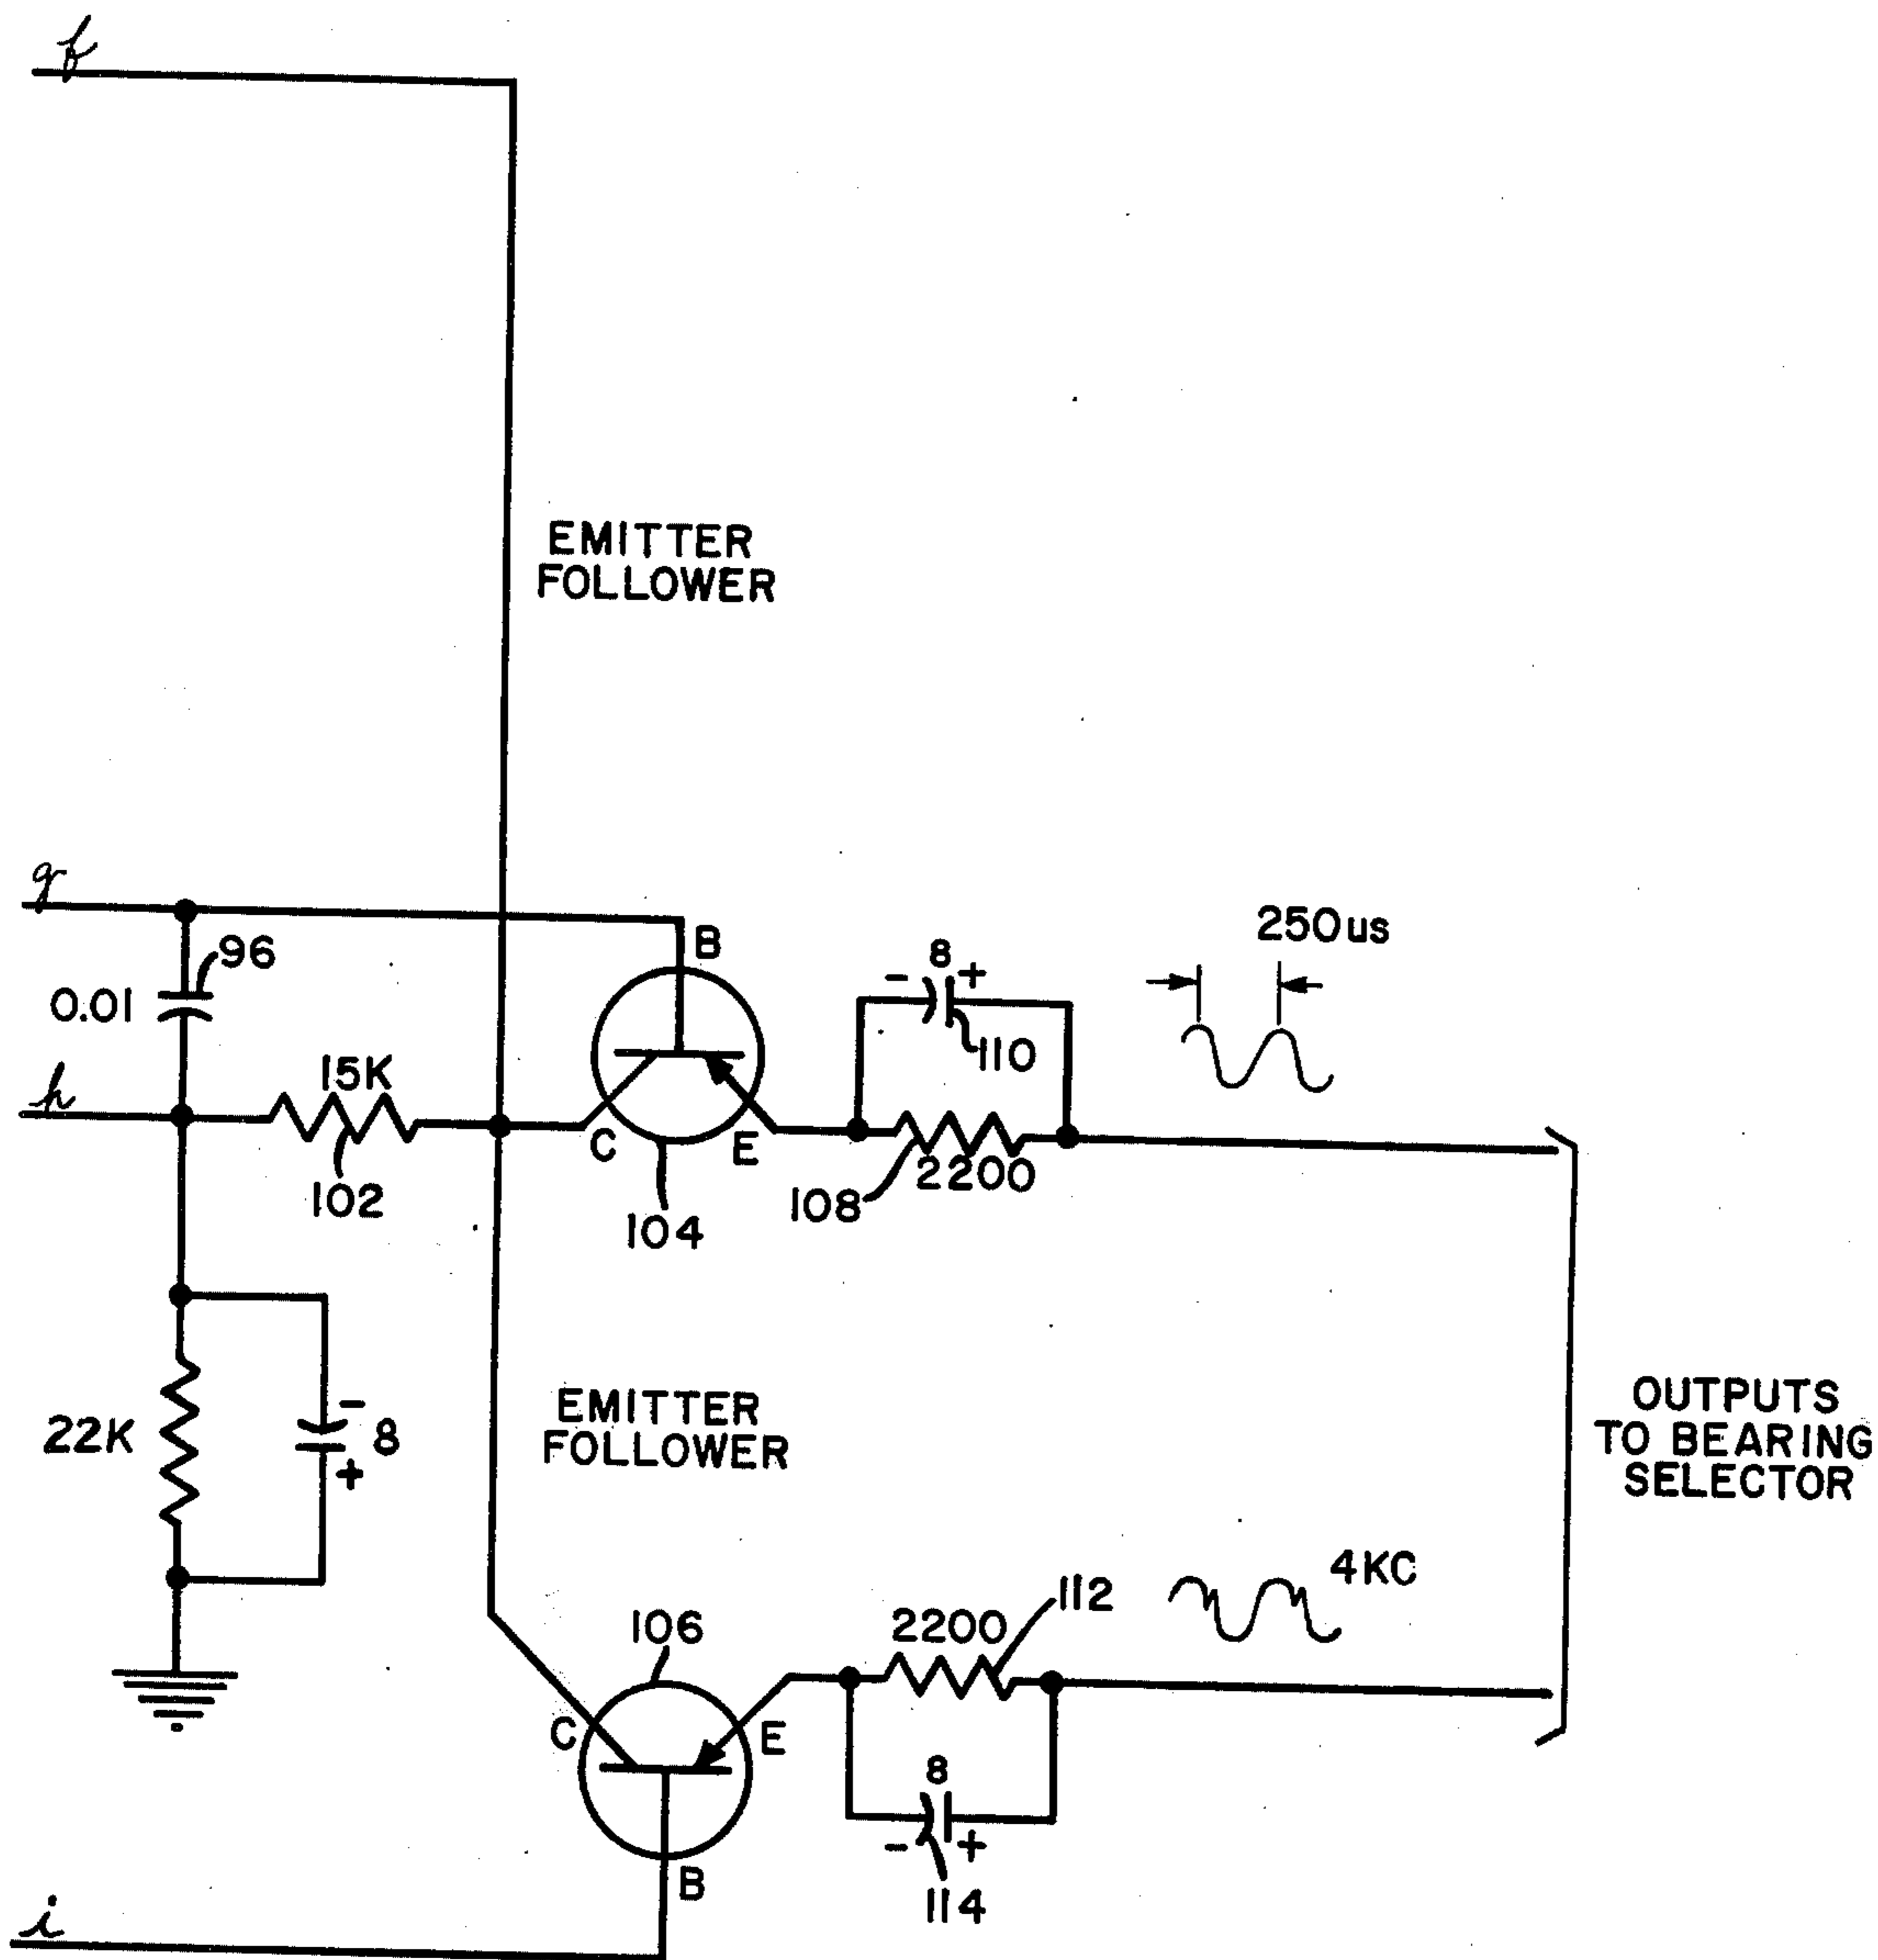 f
EMITTER
FOLLOWER
g
96
0.01
B
8
- +
110
250us
h
15K
102
C
E
104
108
2200
22K
-
8
+
EMITTER
FOLLOWER
OUTPUTS
TO BEARING
SELECTOR
4KC
106
2200
112
C
E
8
- +
114
B
i